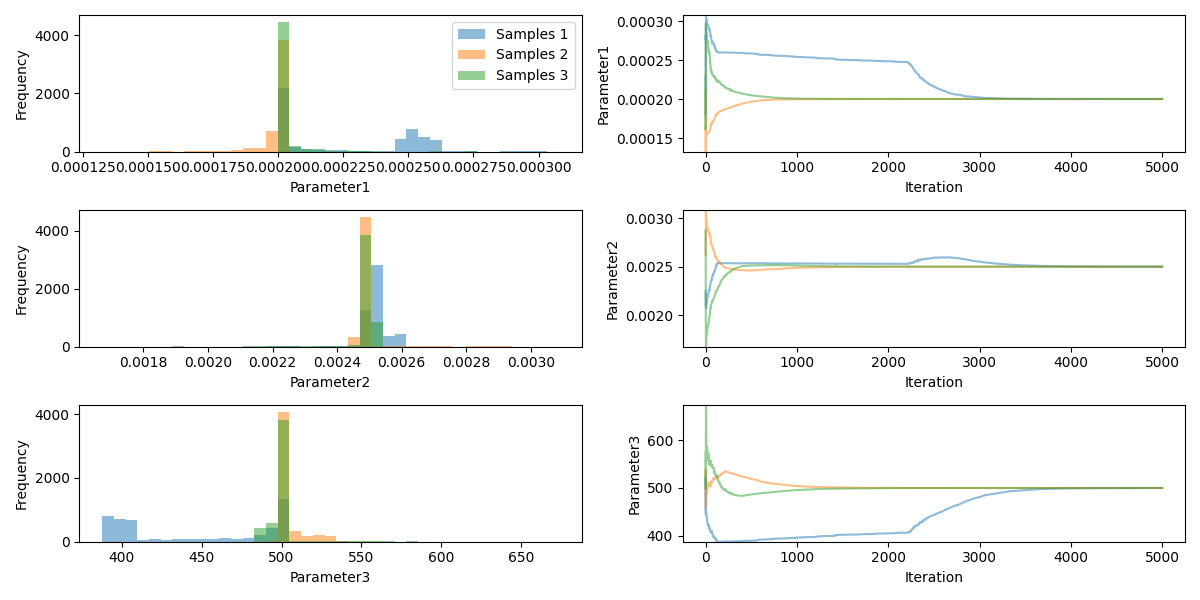 4000
2000
0
Frequency
Samples 1
Samples 2
Samples 3
0.000125 0.000150 0.000175 0.000200 0.000225 0.000250 0.000275 0.000300
Parameter1
0.00030
0.00025
0.00020
0.00015
Parameter1
0 1000 2000 3000 4000 5000
Iteration
4000
2000
0
Frequency
0.0018 0.0020 0.0022 0.0024 0.0026 0.0028 0.0030
Parameter2
0.0030
0.0025
0.0020
Parameter2
0 1000 2000 3000 4000 5000
Iteration
4000
2000
0
Frequency
400 450 500 550 600 650
Parameter3
600
500
400
Parameter3
0 1000 2000 3000 4000 5000
Iteration